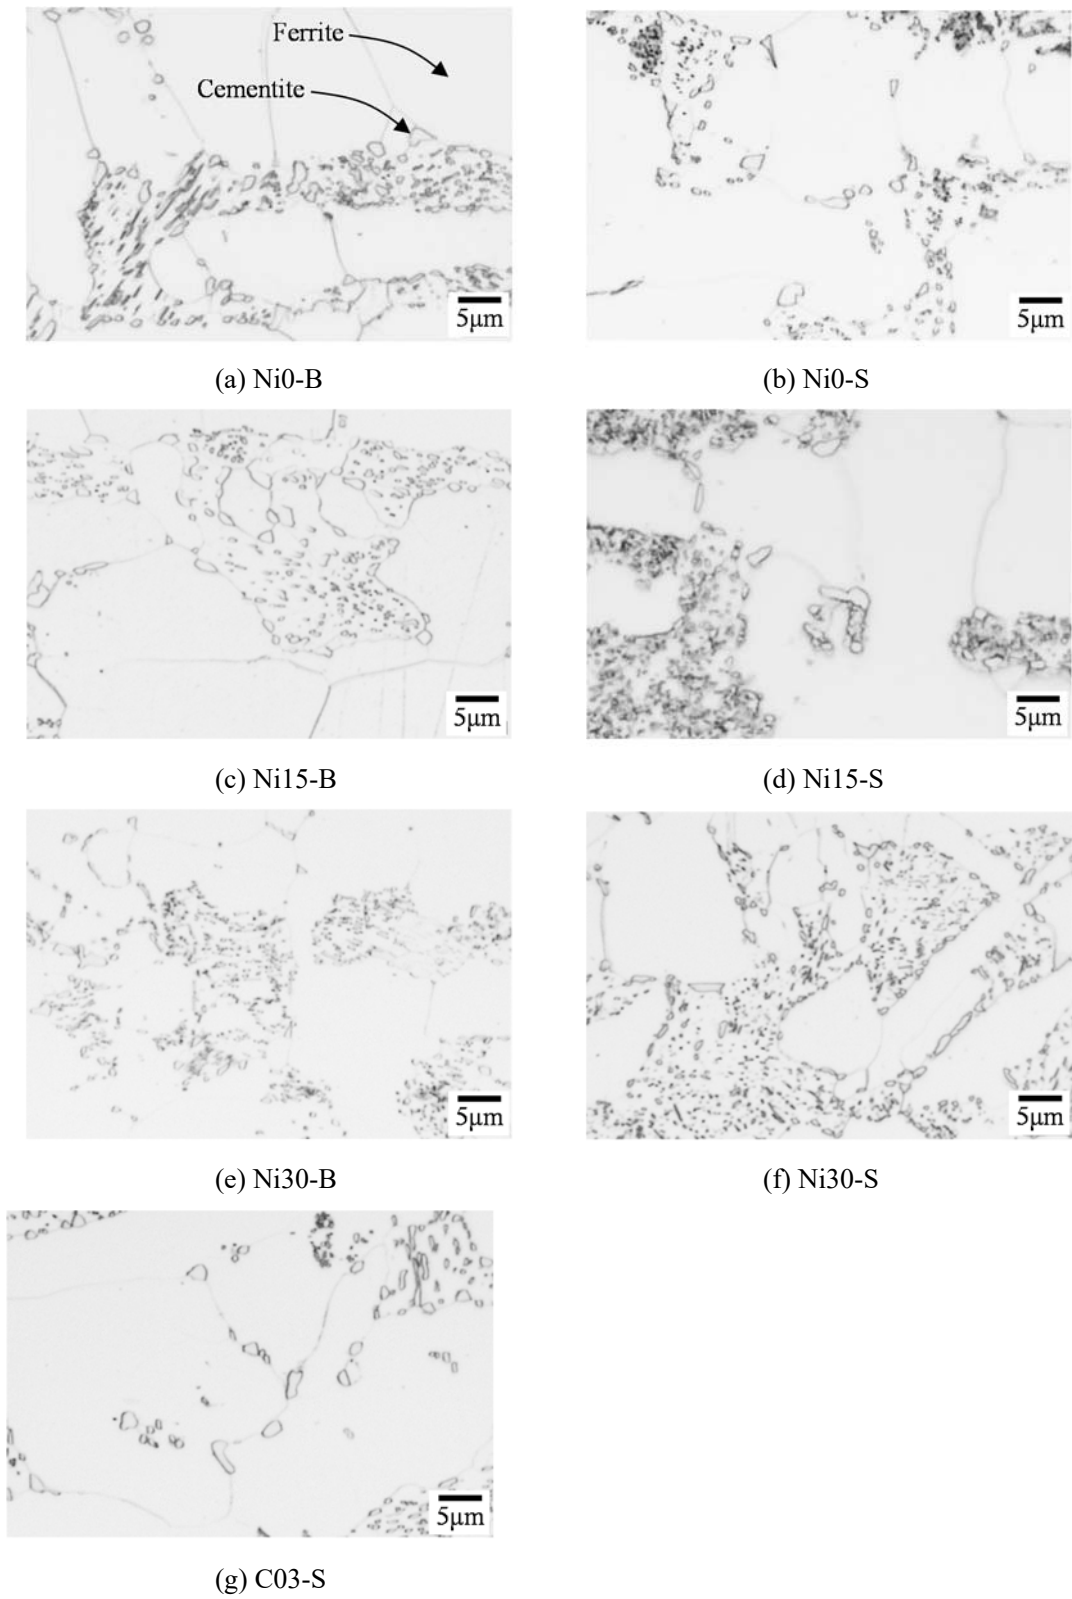 Ferrite
Cementite
5μm
5μm
(a) Ni0-B
(b) Ni0-S
5μm
5μm
(c) Ni15-B
(d) Ni15-S
5μm
5μm
(e) Ni30-B
(f) Ni30-S
5μm
(g) C03-S